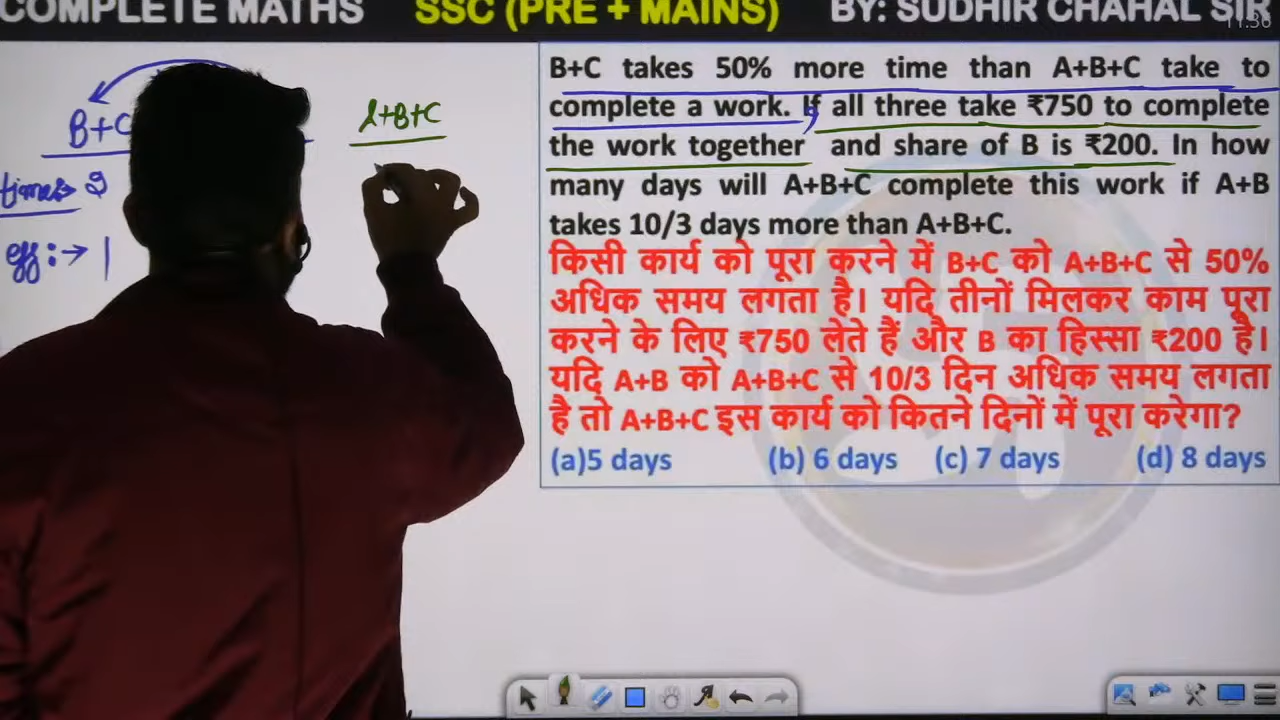 COMPLETE MATHS SSC (PRE + MAINS) BY: SUDHIR CHAHAL SIR
11:36
B+C
A+B+C
eff:→ 1
B+C takes 50% more time than A+B+C take to
complete a work. If all three take ₹750 to complete
the work together and share of B is ₹200. In how
many days will A+B+C complete this work if A+B
takes 10/3 days more than A+B+C.
किसी कार्य को पूरा करने में B+C को A+B+C से 50%
अधिक समय लगता है। यदि तीनों मिलकर काम पूरा
करने के लिए ₹750 लेते हैं और B का हिस्सा ₹200 है।
यदि A+B को A+B+C से 10/3 दिन अधिक समय लगता
है तो A+B+C इस कार्य को कितने दिनों में पूरा करेगा?
(a)5 days (b) 6 days (c) 7 days (d) 8 days